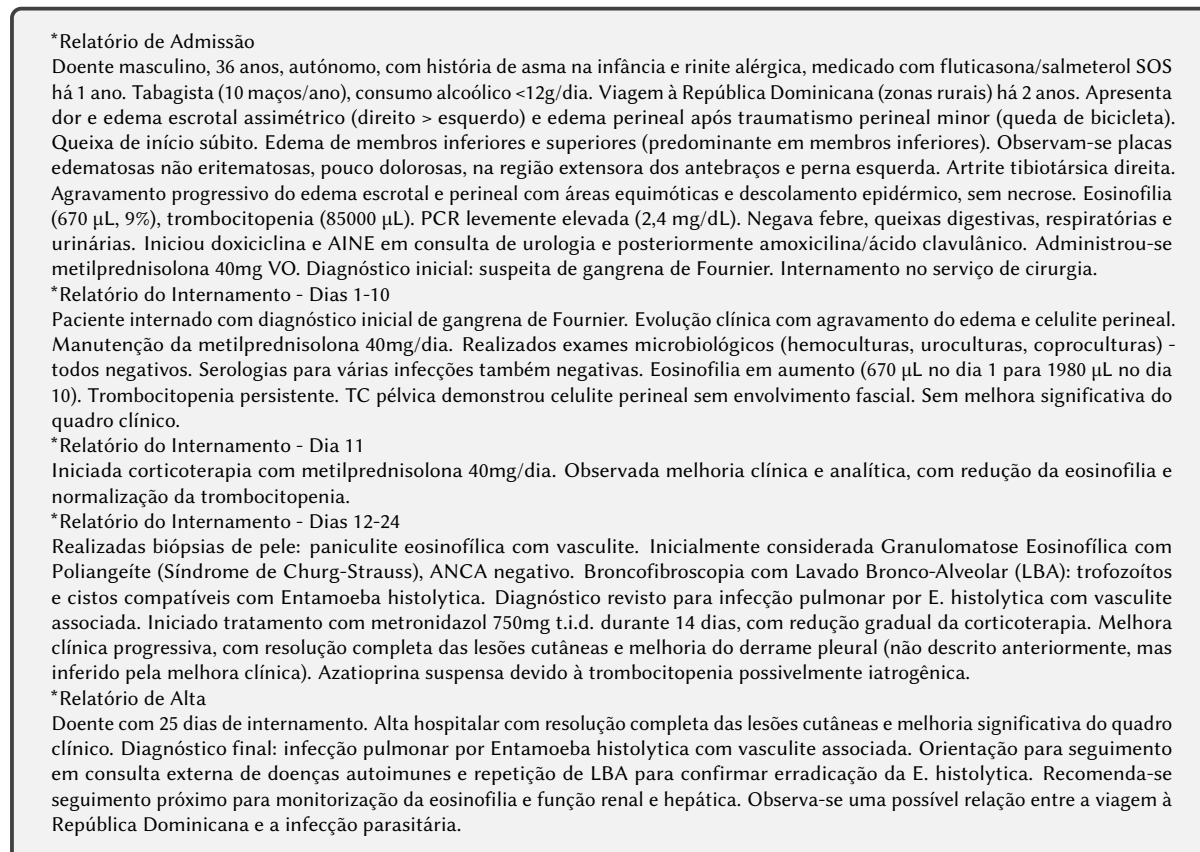 *Relatório de Admissão
Doente masculino, 36 anos, autónomo, com história de asma na infância e rinite alérgica, medicado com fluticasona/salmeterol SOS
há 1 ano. Tabagista (10 maços/ano), consumo alcoólico <12g/dia. Viagem à República Dominicana (zonas rurais) há 2 anos. Apresenta
dor e edema escrotal assimétrico (direito > esquerdo) e edema perineal após traumatismo perineal minor (queda de bicicleta).
Queixa de início súbito. Edema de membros inferiores e superiores (predominante em membros inferiores). Observam-se placas
edematosas não eritematosas, pouco dolorosas, na região extensora dos antebraços e perna esquerda. Artrite tibiotársica direita.
Agravamento progressivo do edema escrotal e perineal com áreas equimóticas e descolamento epidérmico, sem necrose. Eosinofilia
(670 µL, 9%), trombocitopenia (85000 µL). PCR levemente elevada (2,4 mg/dL). Negava febre, queixas digestivas, respiratórias e
urinárias. Iniciou doxiciclina e AINE em consulta de urologia e posteriormente amoxicilina/ácido clavulânico. Administrou-se
metilprednisolona 40mg VO. Diagnóstico inicial: suspeita de gangrena de Fournier. Internamento no serviço de cirurgia.
*Relatório do Internamento - Dias 1-10
Paciente internado com diagnóstico inicial de gangrena de Fournier. Evolução clínica com agravamento do edema e celulite perineal.
Manutenção da metilprednisolona 40mg/dia. Realizados exames microbiológicos (hemoculturas, uroculturas, coproculturas) -
todos negativos. Serologias para várias infecções também negativas. Eosinofilia em aumento (670 µL no dia 1 para 1980 µL no dia
10). Trombocitopenia persistente. TC pélvica demonstrou celulite perineal sem envolvimento fascial. Sem melhora significativa do
quadro clínico.
*Relatório do Internamento - Dia 11
Iniciada corticoterapia com metilprednisolona 40mg/dia. Observada melhoria clínica e analítica, com redução da eosinofilia e
normalização da trombocitopenia.
*Relatório do Internamento - Dias 12-24
Realizadas biópsias de pele: paniculite eosinofílica com vasculite. Inicialmente considerada Granulomatose Eosinofílica com
Poliangeíte (Síndrome de Churg-Strauss), ANCA negativo. Broncofibroscopia com Lavado Bronco-Alveolar (LBA): trofozoítos
e cistos compatíveis com Entamoeba histolytica. Diagnóstico revisto para infecção pulmonar por E. histolytica com vasculite
associada. Iniciado tratamento com metronidazol 750mg t.i.d. durante 14 dias, com redução gradual da corticoterapia. Melhora
clínica progressiva, com resolução completa das lesões cutâneas e melhoria do derrame pleural (não descrito anteriormente, mas
inferido pela melhora clínica). Azatioprina suspensa devido à trombocitopenia possivelmente iatrogênica.
*Relatório de Alta
Doente com 25 dias de internamento. Alta hospitalar com resolução completa das lesões cutâneas e melhoria significativa do quadro
clínico. Diagnóstico final: infecção pulmonar por Entamoeba histolytica com vasculite associada. Orientação para seguimento
em consulta externa de doenças autoimunes e repetição de LBA para confirmar erradicação da E. histolytica. Recomenda-se
seguimento próximo para monitorização da eosinofilia e função renal e hepática. Observa-se uma possível relação entre a viagem à
República Dominicana e a infecção parasitária.